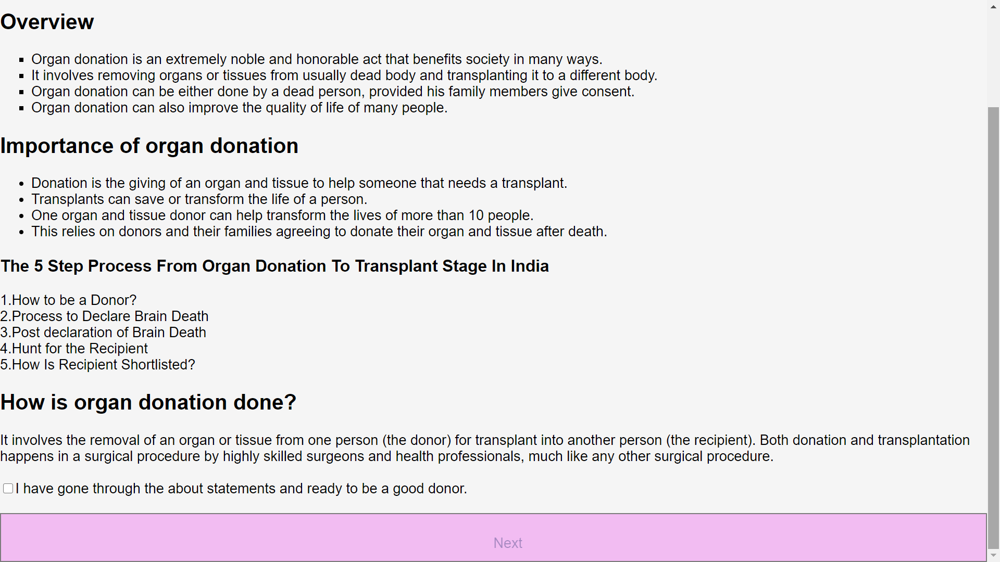 Overview
Organ donation is an extremely noble and honorable act that benefits society in many ways.
It involves removing organs or tissues from usually dead body and transplanting it to a different body.
Organ donation can be either done by a dead person, provided his family members give consent.
Organ donation can also improve the quality of life of many people.
Importance of organ donation
Donation is the giving of an organ and tissue to help someone that needs a transplant.
Transplants can save or transform the life of a person.
One organ and tissue donor can help transform the lives of more than 10 people.
This relies on donors and their families agreeing to donate their organ and tissue after death.
The 5 Step Process From Organ Donation To Transplant Stage In India
1.How to be a Donor?
2.Process to Declare Brain Death
3.Post declaration of Brain Death
4.Hunt for the Recipient
5.How Is Recipient Shortlisted?
How is organ donation done?
It involves the removal of an organ or tissue from one person (the donor) for transplant into another person (the recipient). Both donation and transplantation
happens in a surgical procedure by highly skilled surgeons and health professionals, much like any other surgical procedure.
I have gone through the about statements and ready to be a good donor.
Next